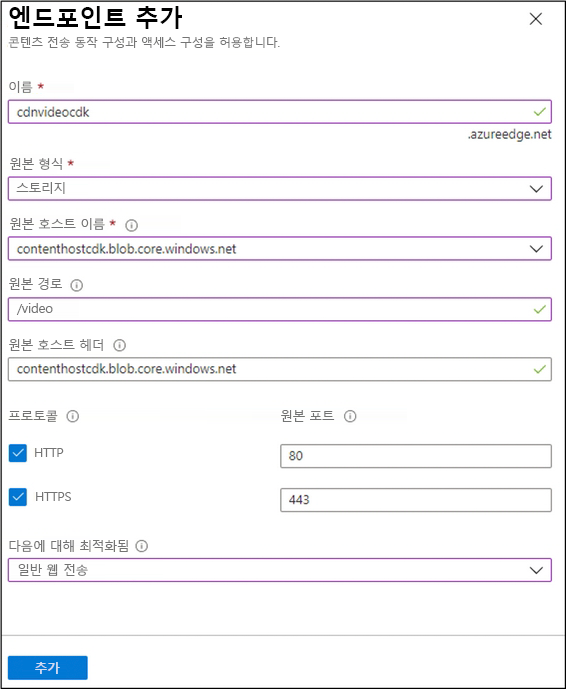 엔드포인트 추가
콘텐츠 전송 동작 구성과 액세스 구성을 허용합니다.
이름 *
cdnvideocdk
.azureedge.net
원본 형식 *
스토리지
원본 호스트 이름 *
contenthostcdk.blob.core.windows.net
원본 경로
/video
원본 호스트 헤더
contenthostcdk.blob.core.windows.net
프로토콜 원본 포트
HTTP 80
HTTPS 443
다음에 대해 최적화됨
일반 웹 전송
추가